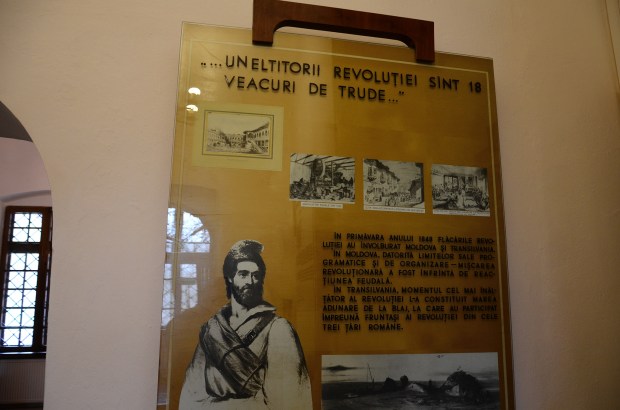 „...UNELTITORII REVOLUȚIEI SÎNT 18
VEACURI DE TRUDE..."
ÎN PRIMĂVARA ANULUI 1848 FLĂCĂRILE REVO-
LUȚIEI AU ÎNVOLBURAT MOLDOVA ȘI TRANSILVANIA.
ÎN MOLDOVA, DATORITĂ LIMITELOR SALE PRO-
GRAMATICE ȘI DE ORGANIZARE — MIȘCAREA
REVOLUȚIONARĂ A FOST ÎNFRÎNTĂ DE REAC-
ȚIUNEA FEUDALĂ.
ÎN TRANSILVANIA, MOMENTUL CEL MAI ÎNĂL-
ȚĂTOR AL REVOLUȚIEI L-A CONSTITUIT MAREA
ADUNARE DE LA BLAJ, LA CARE AU PARTICIPAT
ÎMPREUNĂ FRUNTAȘI AI REVOLUȚIEI DIN CELE
TREI ȚĂRI ROMÂNE.